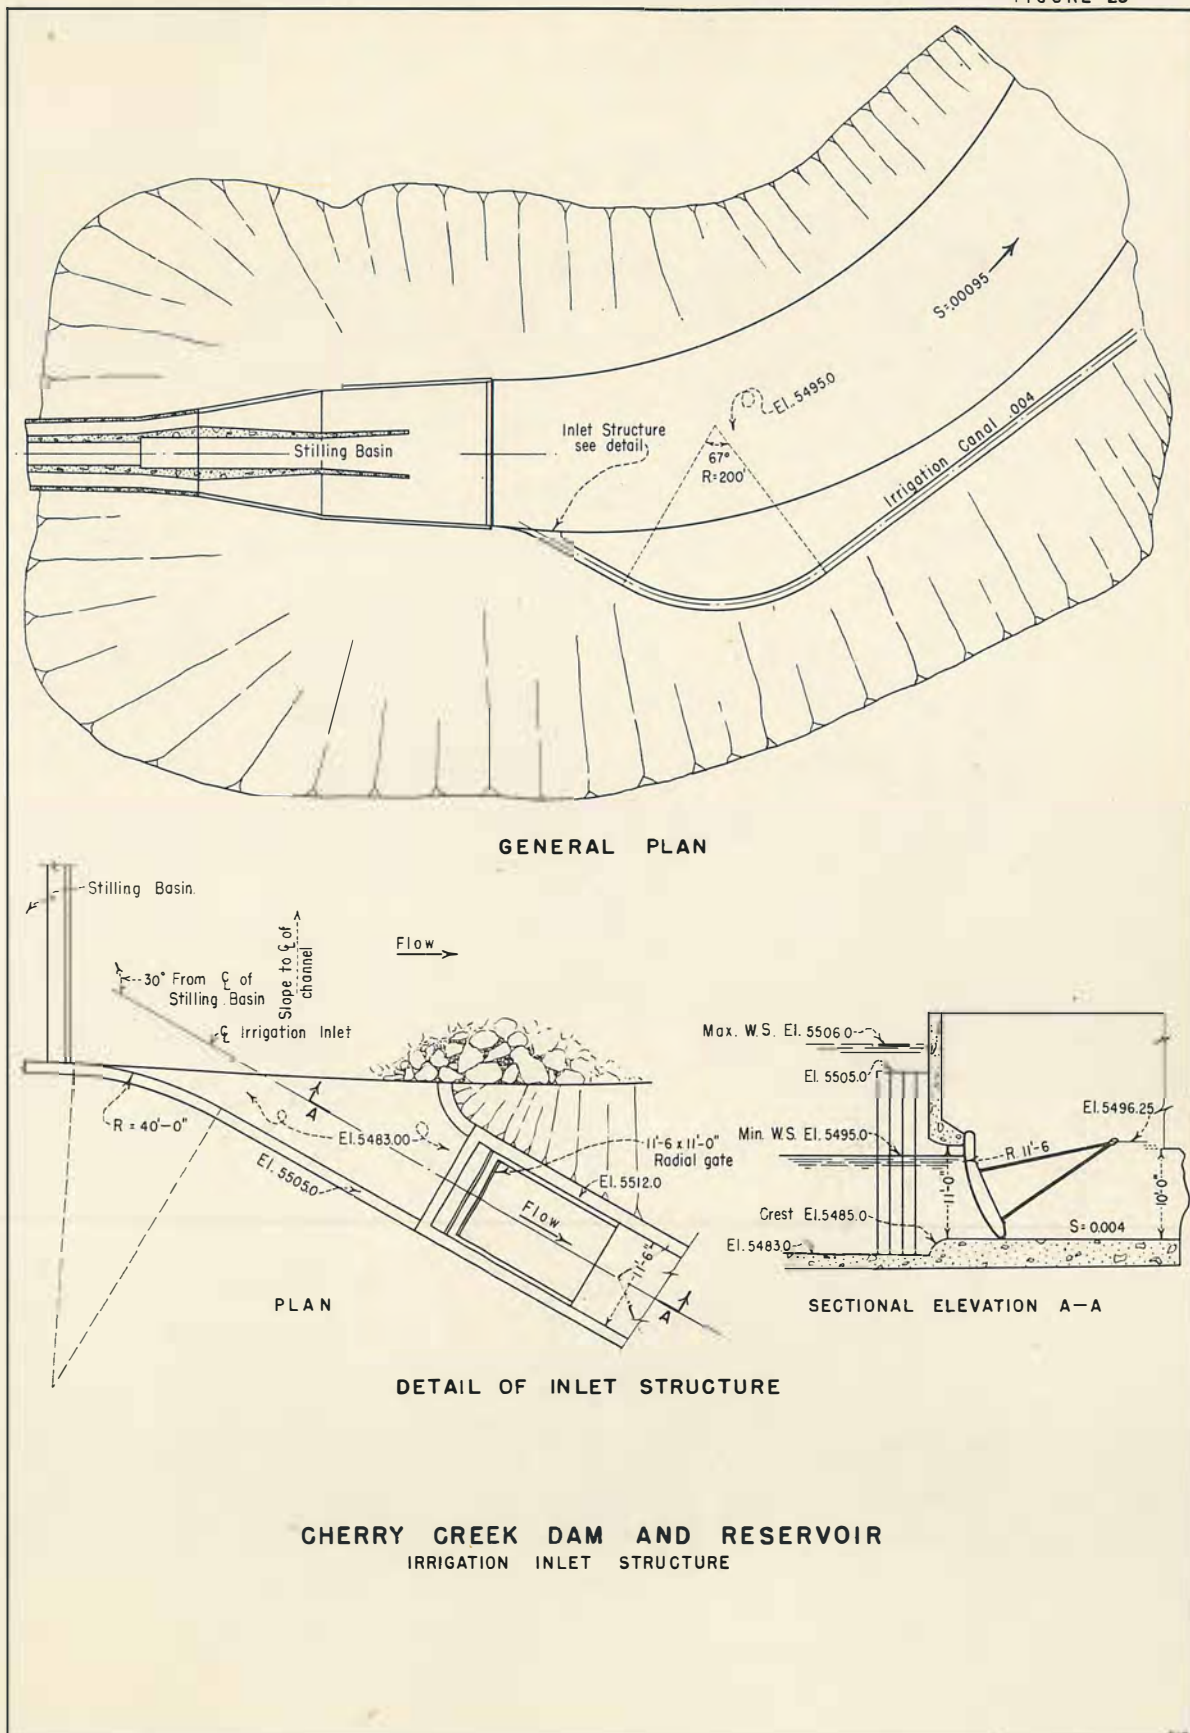 FIGURE 25
S=.00095
El. 5495.0
Inlet Structure
see detail
67°
R=200'
Irrigation Canal .004
Stilling Basin
GENERAL PLAN
Stilling Basin.
30° From ℄ of
Stilling Basin
Slope to ℄ of
channel
Flow
℄ Irrigation Inlet
R = 40'-0"
A
El. 5483.00
El. 5505.0
11'-6 x 11'-0"
Radial gate
El. 5512.0
Flow
11'-6"
A
PLAN
Max. W.S. El. 5506.0
El. 5505.0
Min. W.S. El. 5495.0
El. 5496.25
R. 11'-6
11'-0"
10'-0"
Crest El. 5485.0
S= 0.004
El. 5483.0
SECTIONAL ELEVATION A-A
DETAIL OF INLET STRUCTURE
CHERRY CREEK DAM AND RESERVOIR
IRRIGATION INLET STRUCTURE